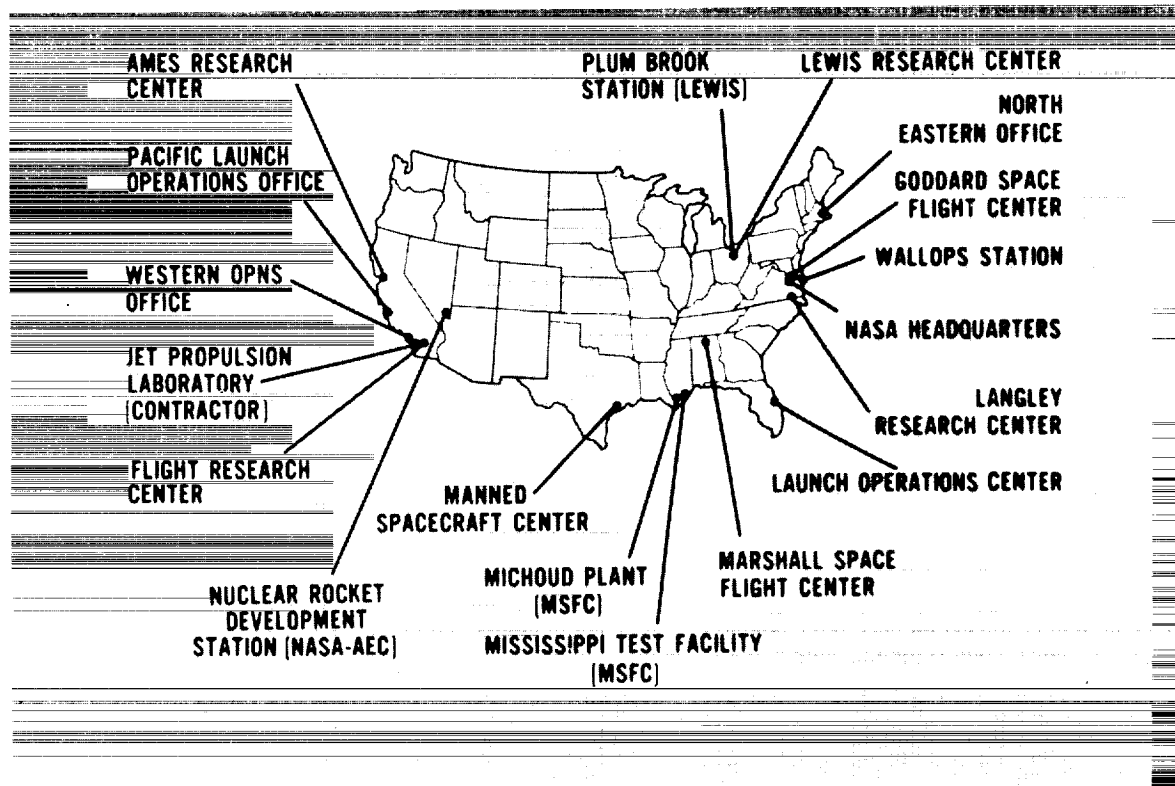 AMES RESEARCH
CENTER
PACIFIC LAUNCH
OPERATIONS OFFICE
WESTERN OPNS
OFFICE
JET PROPULSION
LABORATORY
(CONTRACTOR)
FLIGHT RESEARCH
CENTER
NUCLEAR ROCKET
DEVELOPMENT
STATION (NASA-AEC)
MANNED
SPACECRAFT CENTER
MICHOUD PLANT
(MSFC)
MISSISSIPPI TEST FACILITY
(MSFC)
MARSHALL SPACE
FLIGHT CENTER
PLUM BROOK
STATION (LEWIS)
LEWIS RESEARCH CENTER
NORTH
EASTERN OFFICE
GODDARD SPACE
FLIGHT CENTER
WALLOPS STATION
NASA HEADQUARTERS
LANGLEY
RESEARCH CENTER
LAUNCH OPERATIONS CENTER